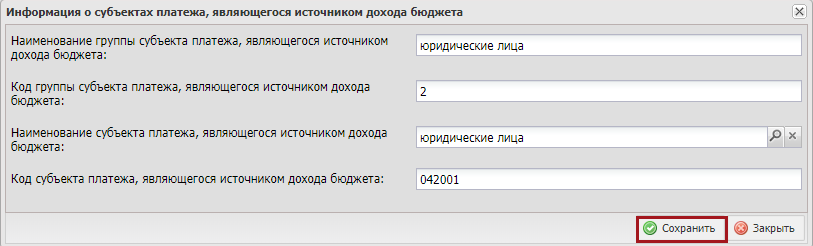 Информация о субъектах платежа, являющегося источником дохода бюджета
Наименование группы субъекта платежа, являющегося источником
дохода бюджета:
юридические лица
Код группы субъекта платежа, являющегося источником дохода
бюджета:
2
Наименование субъекта платежа, являющегося источником дохода
бюджета:
юридические лица
Код субъекта платежа, являющегося источником дохода бюджета:
042001
Сохранить
Закрыть